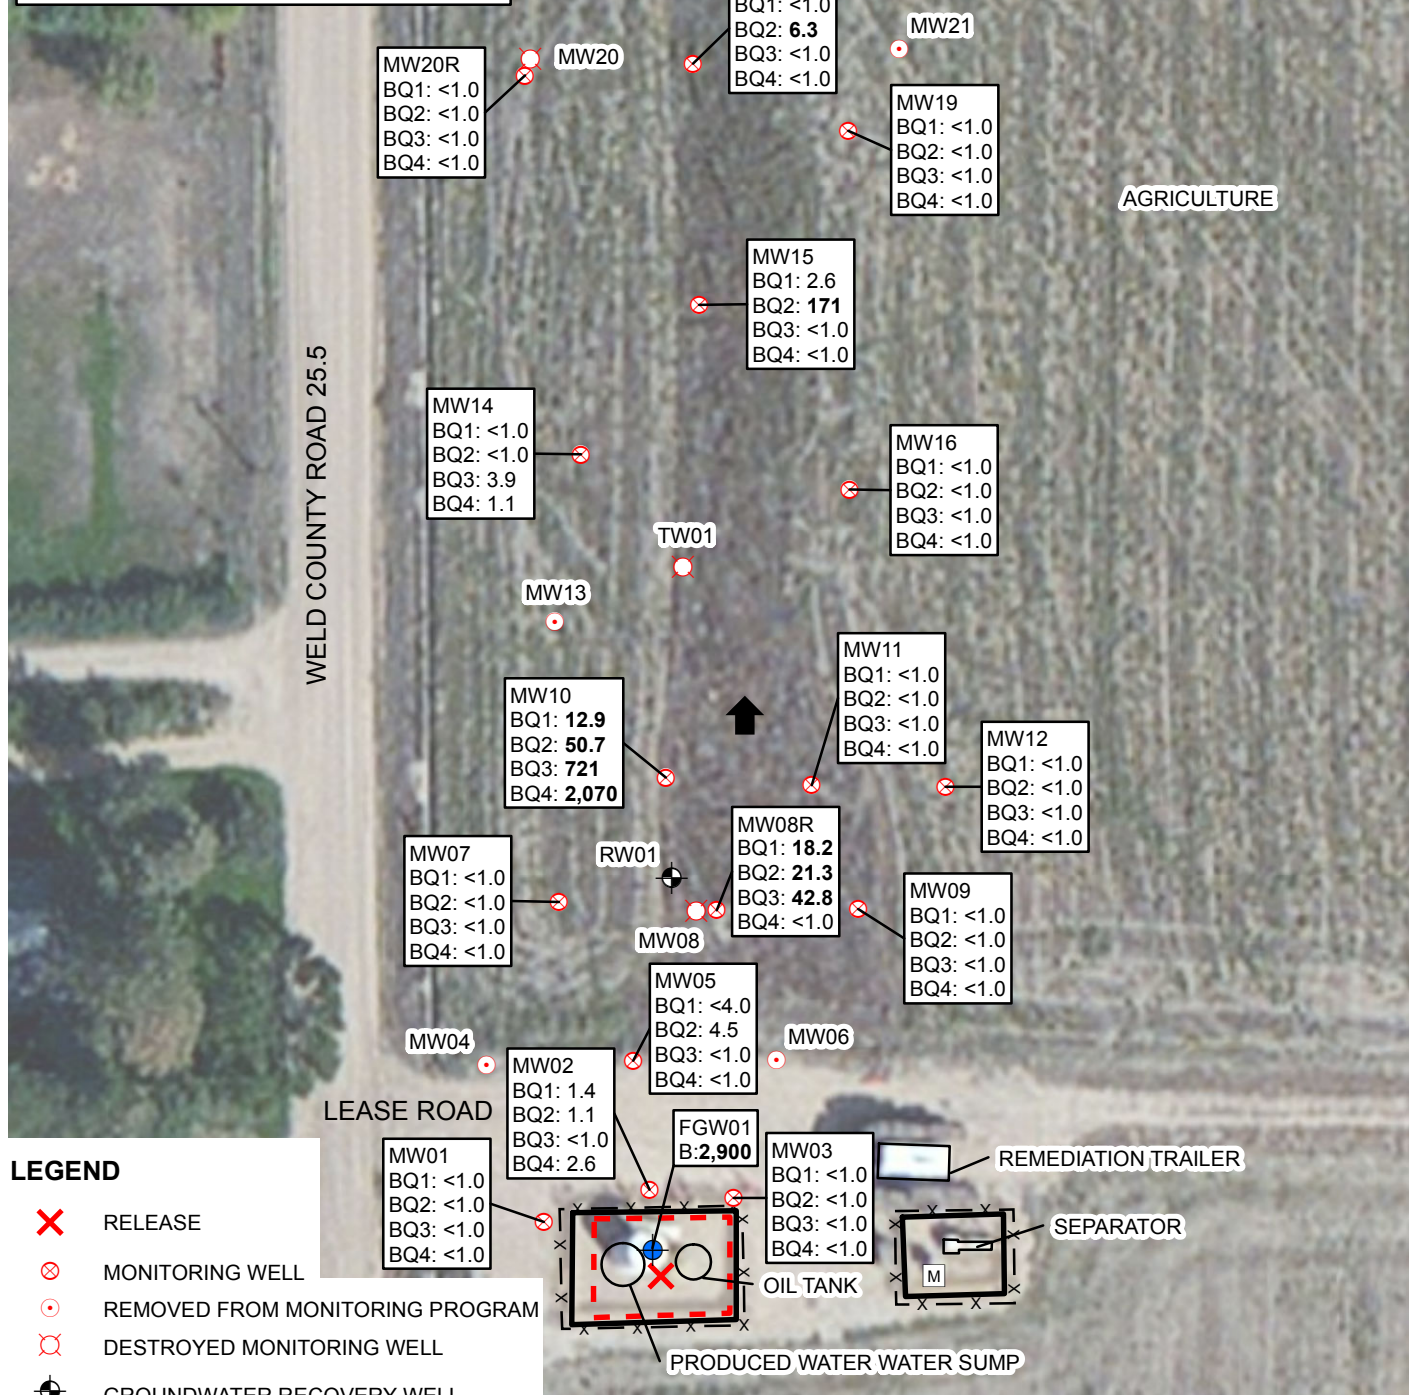 BQ1: <1.0
BQ2: 6.3
BQ3: <1.0
BQ4: <1.0
MW21
MW20R
BQ1: <1.0
BQ2: <1.0
BQ3: <1.0
BQ4: <1.0
MW20
MW19
BQ1: <1.0
BQ2: <1.0
BQ3: <1.0
BQ4: <1.0
AGRICULTURE
MW15
BQ1: 2.6
BQ2: 171
BQ3: <1.0
BQ4: <1.0
WELD COUNTY ROAD 25.5
MW14
BQ1: <1.0
BQ2: <1.0
BQ3: 3.9
BQ4: 1.1
MW16
BQ1: <1.0
BQ2: <1.0
BQ3: <1.0
BQ4: <1.0
TW01
MW13
MW11
BQ1: <1.0
BQ2: <1.0
BQ3: <1.0
BQ4: <1.0
MW10
BQ1: 12.9
BQ2: 50.7
BQ3: 721
BQ4: 2,070
MW12
BQ1: <1.0
BQ2: <1.0
BQ3: <1.0
BQ4: <1.0
MW08R
BQ1: 18.2
BQ2: 21.3
BQ3: 42.8
BQ4: <1.0
RW01
MW07
BQ1: <1.0
BQ2: <1.0
BQ3: <1.0
BQ4: <1.0
MW08
MW09
BQ1: <1.0
BQ2: <1.0
BQ3: <1.0
BQ4: <1.0
MW05
BQ1: <4.0
BQ2: 4.5
BQ3: <1.0
BQ4: <1.0
MW04
MW06
MW02
BQ1: 1.4
BQ2: 1.1
BQ3: <1.0
BQ4: 2.6
LEASE ROAD
FGW01
B:2,900
MW03
BQ1: <1.0
BQ2: <1.0
BQ3: <1.0
BQ4: <1.0
MW01
BQ1: <1.0
BQ2: <1.0
BQ3: <1.0
BQ4: <1.0
REMEDIATION TRAILER
SEPARATOR
M
OIL TANK
PRODUCED WATER WATER SUMP
LEGEND
RELEASE
MONITORING WELL
REMOVED FROM MONITORING PROGRAM
DESTROYED MONITORING WELL
GROUNDWATER RECOVERY WELL